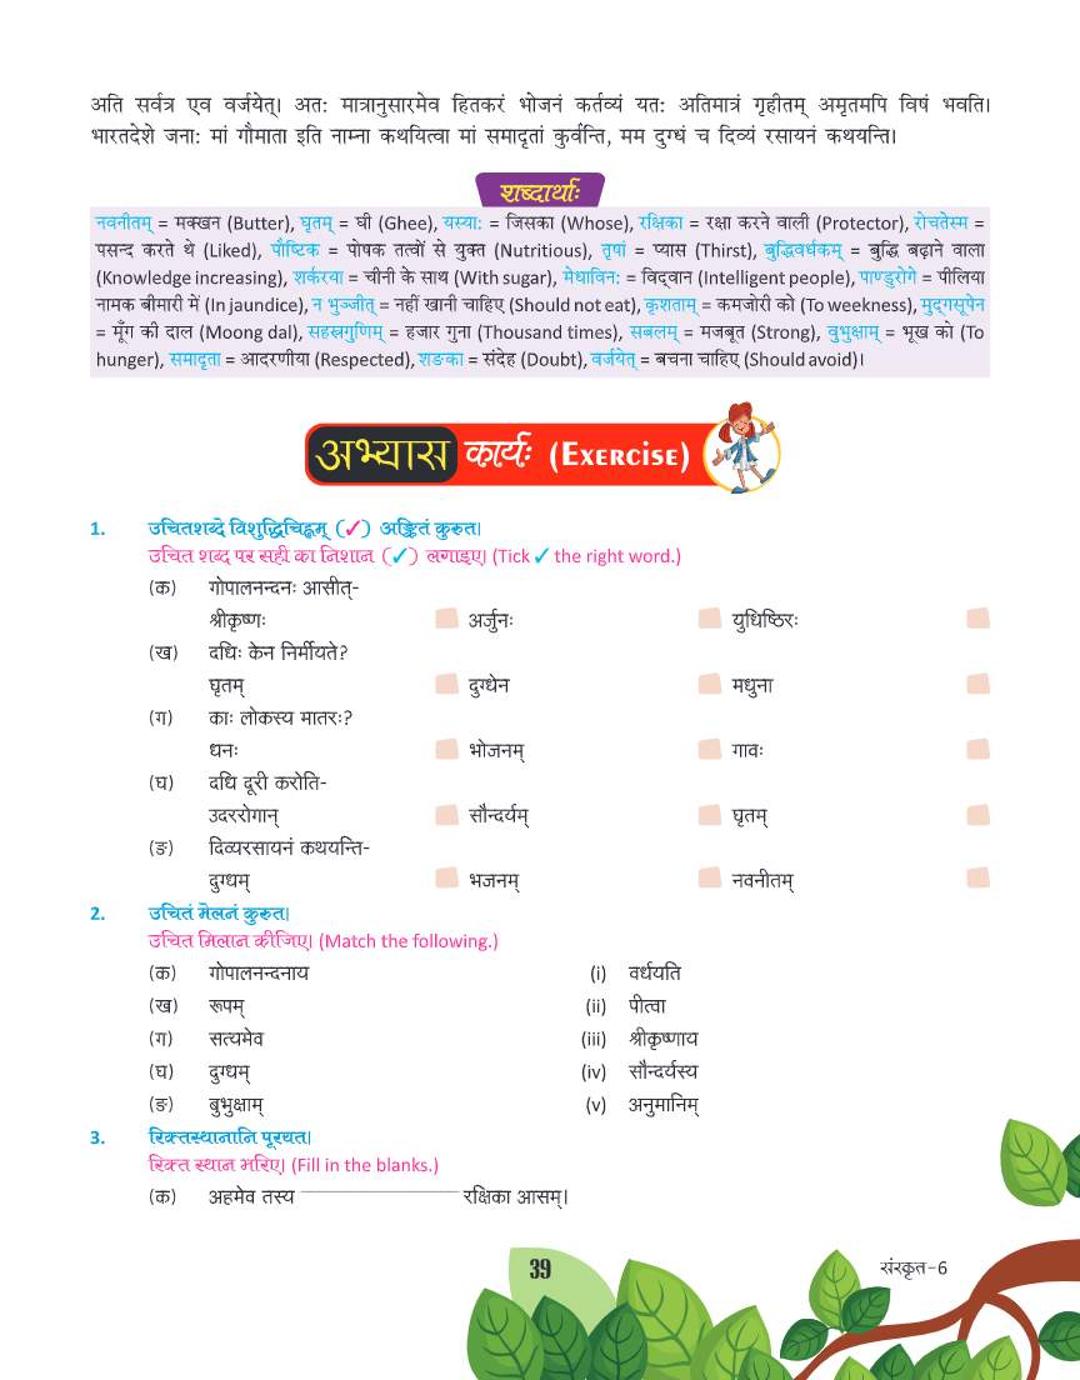 अति सर्वत्र एव वर्जयेत्। अतः मात्रानुसारमेव हितकरं भोजनं कर्तव्यं यतः अतिमात्रं गृहीतम् अमृतमपि विषं भवति।
भारतदेशे जनाः मां गौमाता इति नाम्ना कथयित्वा मां समादृतां कुर्वन्ति, मम दुग्धं च दिव्यं रसायनं कथयन्ति।
शब्दार्थाः
नवनीतम् = मक्खन (Butter), घृतम् = घी (Ghee), यस्याः = जिसका (Whose), रक्षिका = रक्षा करने वाली (Protector), रोचतेस्म =
पसन्द करते थे (Liked), पौष्टिक = पोषक तत्वों से युक्त (Nutritious), तृषां = प्यास (Thirst), बुद्धिवर्धकम् = बुद्धि बढ़ाने वाला
(Knowledge increasing), शर्करया = चीनी के साथ (With sugar), मेधाविनः = विद्वान (Intelligent people), पाण्डुरोगे = पीलिया
नामक बीमारी में (In jaundice), न भुञ्जीत् = नहीं खानी चाहिए (Should not eat), कृशताम् = कमजोरी को (To weakness), मुद्गसूपेन
= मूँग की दाल (Moong dal), सहस्त्रगुणिम् = हजार गुना (Thousand times), सबलम् = मजबूत (Strong), वुभुक्षाम् = भूख को (To
hunger), समादृता = आदरणीया (Respected), शङका = संदेह (Doubt), वर्जयेत् = बचना चाहिए (Should avoid)।
अभ्यास कार्यः (Exercise)
1. उचितशब्दे विशुद्धिचिह्नम् (✓) अङ्कितं कुरुत।
उचित शब्द पर सही का निशान (✓) लगाइए। (Tick ✓ the right word.)
(क) गोपालनन्दनः आसीत्-
श्रीकृष्णः अर्जुनः युधिष्ठिरः
(ख) दधिः केन निर्मीयते?
घृतम् दुग्धेन मधुना
(ग) काः लोकस्य मातरः?
धनः भोजनम् गावः
(घ) दधि दूरी करोति-
उदररोगान् सौन्दर्यम् घृतम्
(ङ) दिव्यरसायनं कथयन्ति-
दुग्धम् भजनम् नवनीतम्
2. उचितं मेलनं कुरुत।
उचित मिलान कीजिए। (Match the following.)
(क) गोपालनन्दनाय (i) वर्धयति
(ख) रूपम् (ii) पीत्वा
(ग) सत्यमेव (iii) श्रीकृष्णाय
(घ) दुग्धम् (iv) सौन्दर्यस्य
(ङ) बुभुक्षाम् (v) अनुमानिम्
3. रिक्तस्थानानि पूरयत।
रिक्त स्थान भरिए। (Fill in the blanks.)
(क) अहमेव तस्य ____________ रक्षिका आसम्।
39
संस्कृत-6